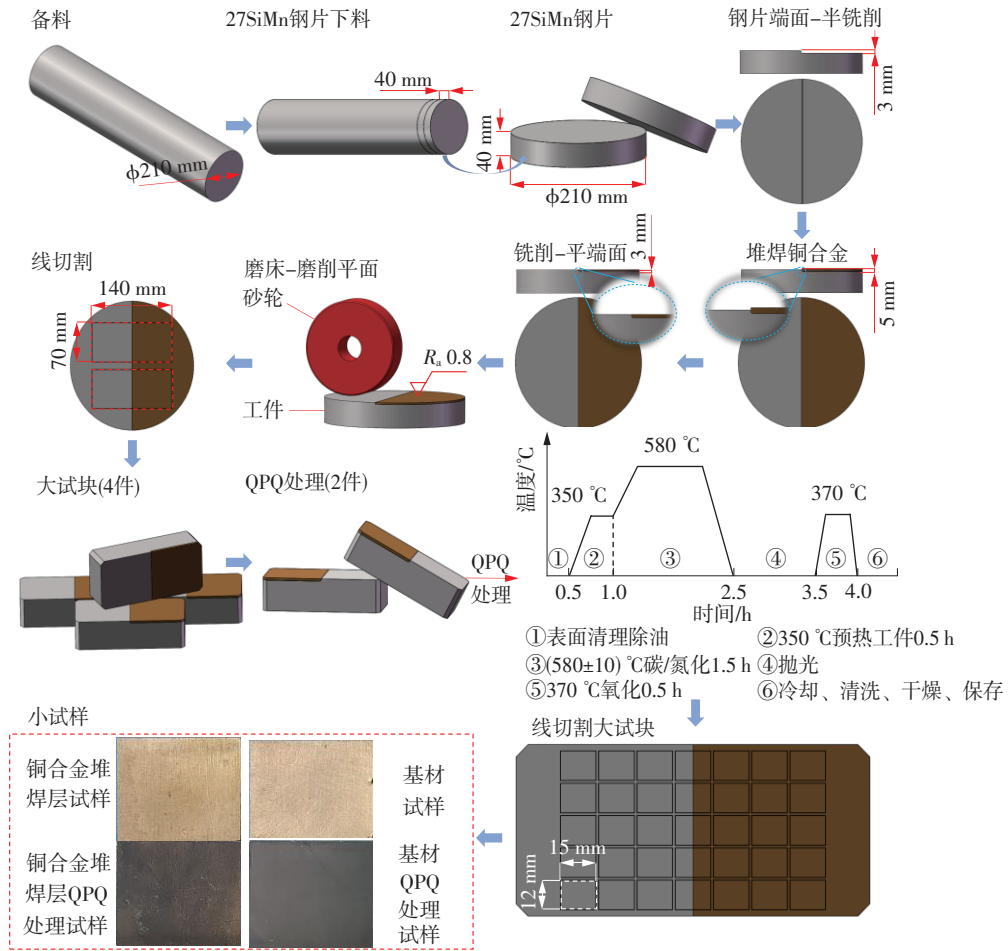 备料
27SiMn钢片下料
27SiMn钢片
钢片端面-半铣削
40 mm
3 mm
ϕ210 mm
40 mm
ϕ210 mm
线切割
磨床-磨削平面
铣削-平端面
3 mm
堆焊铜合金
140 mm
砂轮
5 mm
70 mm
Ra 0.8
工件
大试块(4件)
QPQ处理(2件)
QPQ
处理
温度/℃
580 ℃
350 ℃
370 ℃
① ② ③ ④ ⑤ ⑥
0.5 1.0 2.5 3.5 4.0
时间/h
①表面清理除油 ②350 ℃预热工件0.5 h
③(580±10) ℃碳/氮化1.5 h ④抛光
⑤370 ℃氧化0.5 h ⑥冷却、清洗、干燥、保存
小试样
线切割大试块
铜合金堆
焊层试样
基材
试样
铜合金堆
焊层QPQ
处理试样
基材
QPQ
处理
试样
15 mm
12 mm